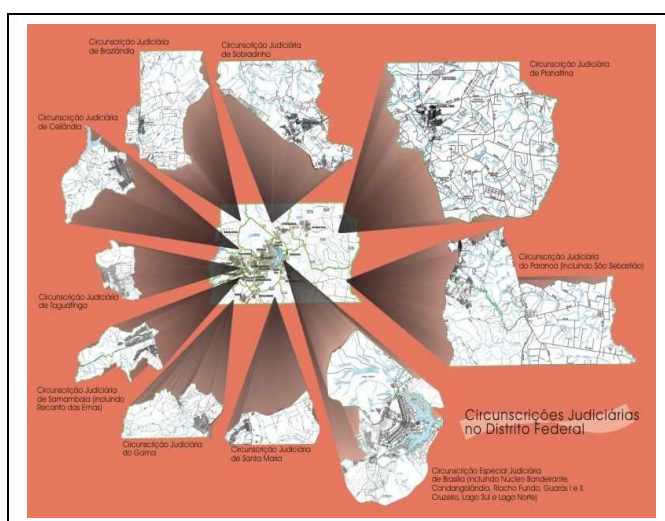 Circunscrição Judiciária
de Brazlândia
Circunscrição Judiciária
de Sobradinho
Circunscrição Judiciária
de Planaltina
Circunscrição Judiciária
de Ceilândia
Circunscrição Judiciária
do Paranoá (incluindo São Sebastião)
Circunscrição Judiciária
de Taguatinga
Circunscrição Judiciária
de Samambaia (incluindo
Recanto das Emas)
Circunscrição Judiciária
do Gama
Circunscrição Judiciária
de Santa Maria
Circunscrições Judiciárias
no Distrito Federal
Circunscrição Especial Judiciária
de Brasília (incluindo Núcleo Bandeirante,
Candangolândia, Riacho Fundo, Guarás I e II,
Cruzeiro, Lago Sul e Lago Norte)